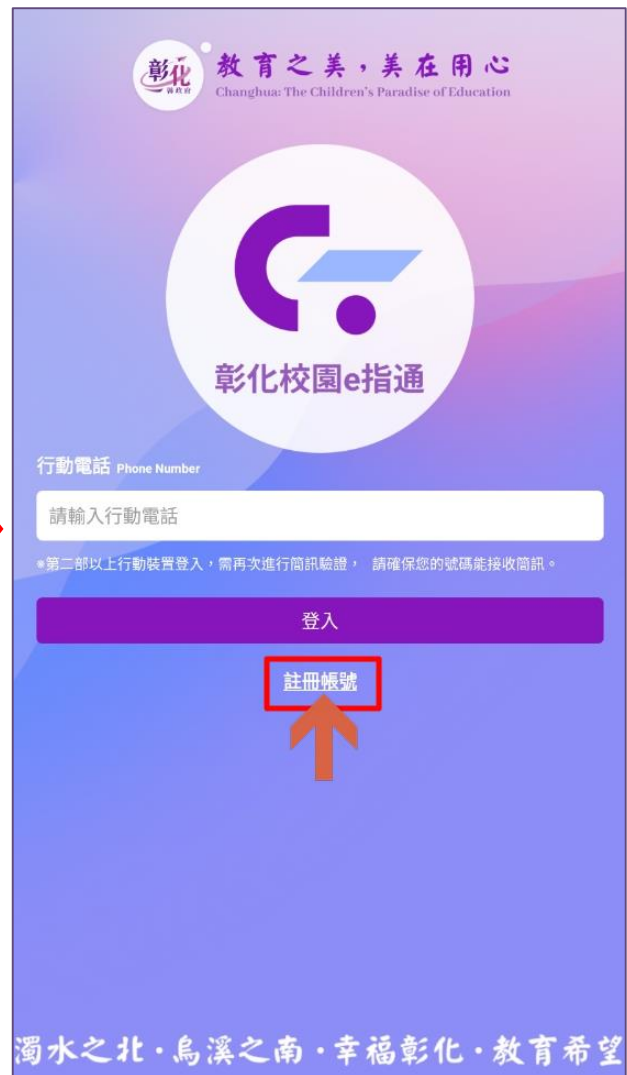 彰化
縣政府
教育之美，美在用心
Changhua: The Children's Paradise of Education
彰化校園e指通
行動電話 Phone Number
請輸入行動電話
*第二部以上行動裝置登入，需再次進行簡訊驗證， 請確保您的號碼能接收簡訊。
登入
註冊帳號
濁水之北·烏溪之南·幸福彰化·教育希望